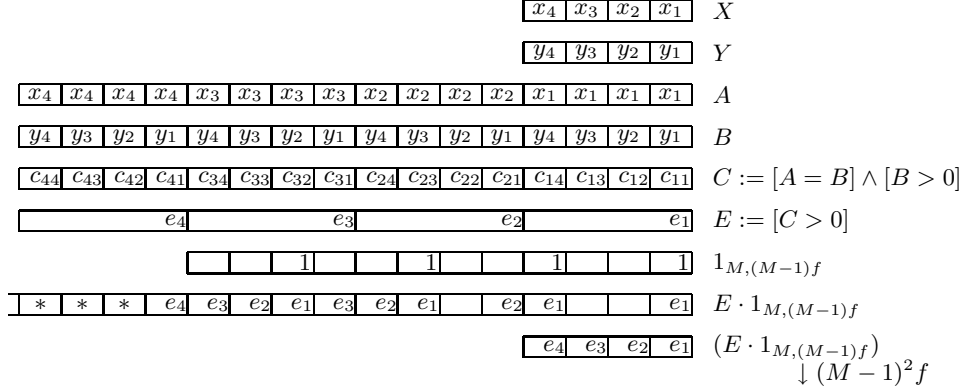 x₄ x₃ x₂ x₁ X
y₄ y₃ y₂ y₁ Y
x₄ x₄ x₄ x₄ x₃ x₃ x₃ x₃ x₂ x₂ x₂ x₂ x₁ x₁ x₁ x₁ A
y₄ y₃ y₂ y₁ y₄ y₃ y₂ y₁ y₄ y₃ y₂ y₁ y₄ y₃ y₂ y₁ B
c₄₄ c₄₃ c₄₂ c₄₁ c₃₄ c₃₃ c₃₂ c₃₁ c₂₄ c₂₃ c₂₂ c₂₁ c₁₄ c₁₃ c₁₂ c₁₁ C := [A = B] ∧ [B > 0]
e₄ e₃ e₂ e₁ E := [C > 0]
1 1 1 1 1_{M,(M−1)f}
* * * e₄ e₃ e₂ e₁ e₃ e₂ e₁ e₂ e₁ e₁ E · 1_{M,(M−1)f}
e₄ e₃ e₂ e₁ (E · 1_{M,(M−1)f})
↓ (M − 1)²f